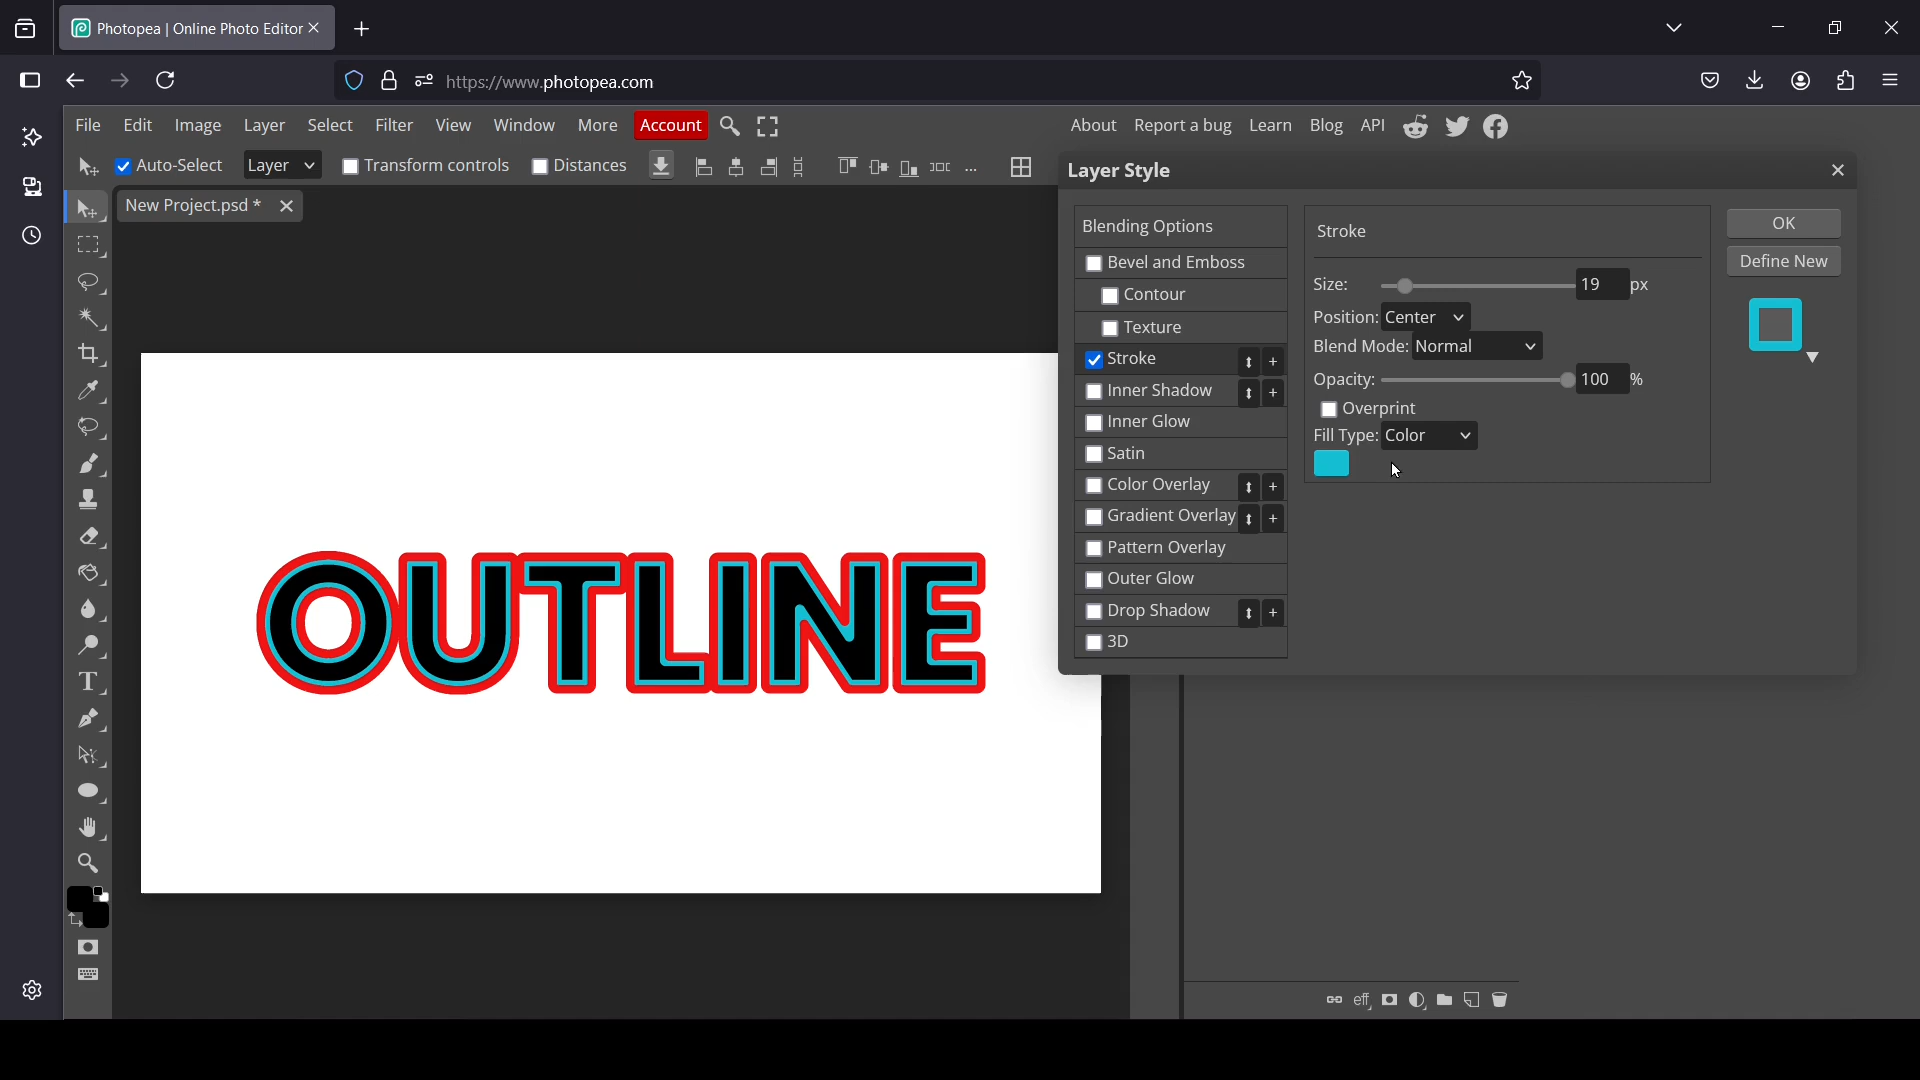 Photopea | Online Photo Editor
https://www.photopea.com
File Edit Image Layer Select Filter View Window More Account
About Report a bug Learn Blog API
Auto-Select Layer Transform controls Distances ...
New Project.psd *
OUTLINE
T
Layer Style
Blending Options
Bevel and Emboss
Contour
Texture
Stroke +
Inner Shadow +
Inner Glow
Satin
Color Overlay +
Gradient Overlay +
Pattern Overlay
Outer Glow
Drop Shadow +
3D
Stroke
Size: 19 px
Position: Center
Blend Mode: Normal
Opacity: 100 %
Overprint
Fill Type: Color
OK
Define New
eff